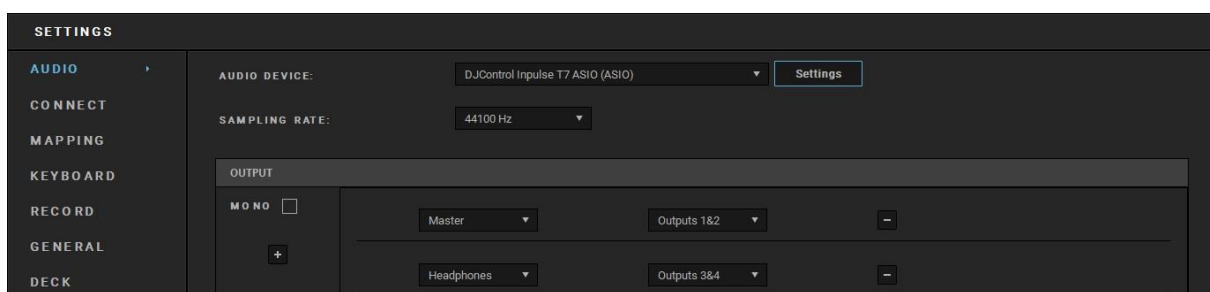 SETTINGS
AUDIO
AUDIO DEVICE:
DJControl Inpulse T7 ASIO (ASIO)
Settings
CONNECT
SAMPLING RATE:
44100 Hz
MAPPING
KEYBOARD
OUTPUT
RECORD
MONO
Master
Outputs 1&2
GENERAL
DECK
Headphones
Outputs 3&4